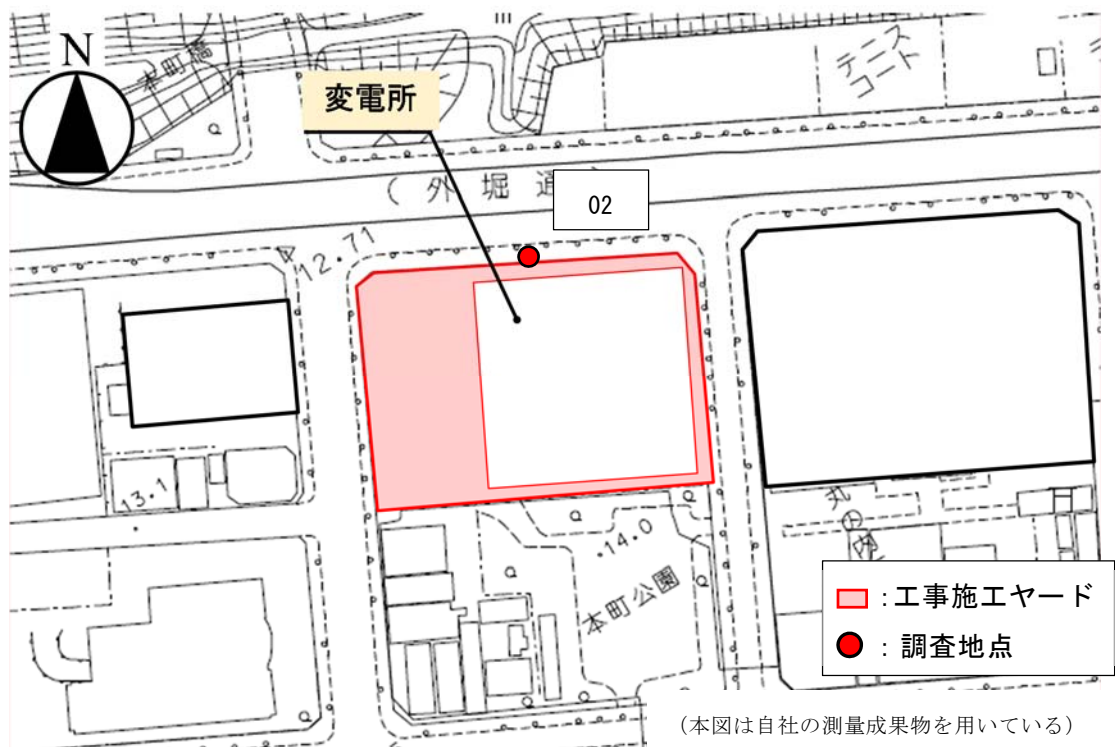 N
本町橋
変電所
テニス
コート
(外堀通)
02
12.71
13.1
14.0
本町公園
丸の内
:工事施工ヤード
:調査地点
(本図は自社の測量成果物を用いている)